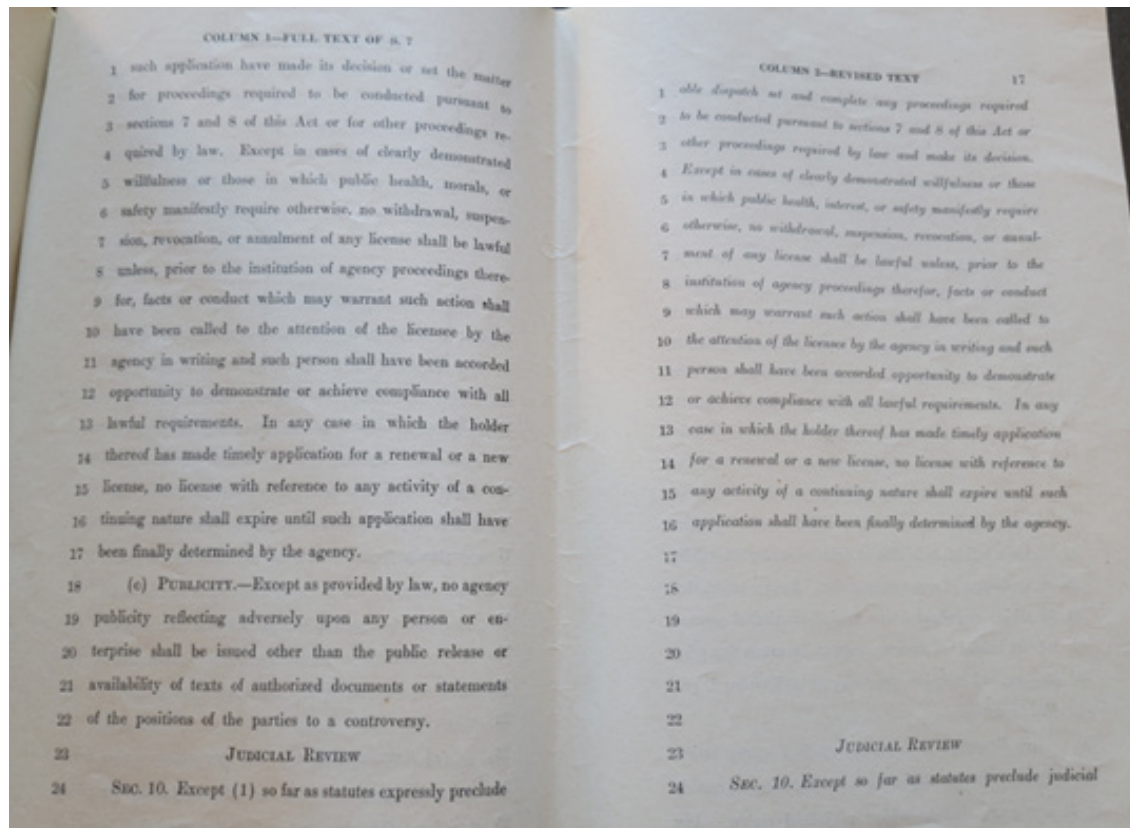 COLUMN 1—FULL TEXT OF S. 7
1 such application have made its decision or set the matter
2 for proceedings required to be conducted pursuant to
3 sections 7 and 8 of this Act or for other proceedings re-
4 quired by law. Except in cases of clearly demonstrated
5 willfulness or those in which public health, morals, or
6 safety manifestly require otherwise, no withdrawal, suspen-
7 sion, revocation, or annulment of any license shall be lawful
8 unless, prior to the institution of agency proceedings there-
9 for, facts or conduct which may warrant such action shall
10 have been called to the attention of the licensee by the
11 agency in writing and such person shall have been accorded
12 opportunity to demonstrate or achieve compliance with all
13 lawful requirements. In any case in which the holder
14 thereof has made timely application for a renewal or a new
15 license, no license with reference to any activity of a con-
16 tinuing nature shall expire until such application shall have
17 been finally determined by the agency.
18 (c) PUBLICITY.—Except as provided by law, no agency
19 publicity reflecting adversely upon any person or en-
20 terprise shall be issued other than the public release or
21 availability of texts of authorized documents or statements
22 of the positions of the parties to a controversy.
23 JUDICIAL REVIEW
24 SEC. 10. Except (1) so far as statutes expressly preclude
COLUMN 2—REVISED TEXT 17
1 able dispatch set and complete any proceedings required
2 to be conducted pursuant to sections 7 and 8 of this Act or
3 other proceedings required by law and make its decision.
4 Except in cases of clearly demonstrated willfulness or those
5 in which public health, interest, or safety manifestly require
6 otherwise, no withdrawal, suspension, revocation, or annul-
7 ment of any license shall be lawful unless, prior to the
8 institution of agency proceedings therefor, facts or conduct
9 which may warrant such action shall have been called to
10 the attention of the licensee by the agency in writing and such
11 person shall have been accorded opportunity to demonstrate
12 or achieve compliance with all lawful requirements. In any
13 case in which the holder thereof has made timely application
14 for a renewal or a new license, no license with reference to
15 any activity of a continuing nature shall expire until such
16 application shall have been finally determined by the agency.
17
18
19
20
21
22
23 JUDICIAL REVIEW
24 SEC. 10. Except so far as statutes preclude judicial